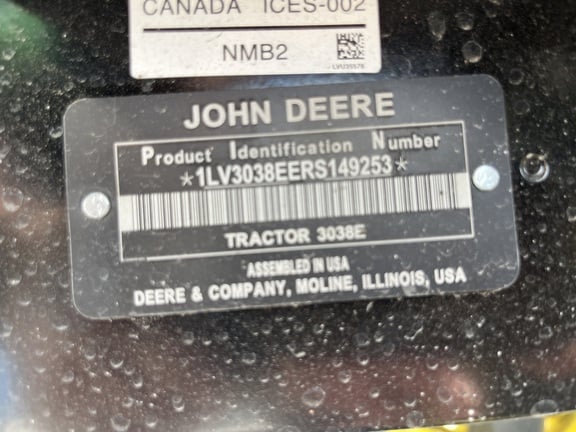 CANADA ICES-002
NMB2
JOHN DEERE
Product Identification Number
*1LV3038EERS149253*
TRACTOR 3038E
ASSEMBLED IN USA
DEERE & COMPANY, MOLINE, ILLINOIS, USA